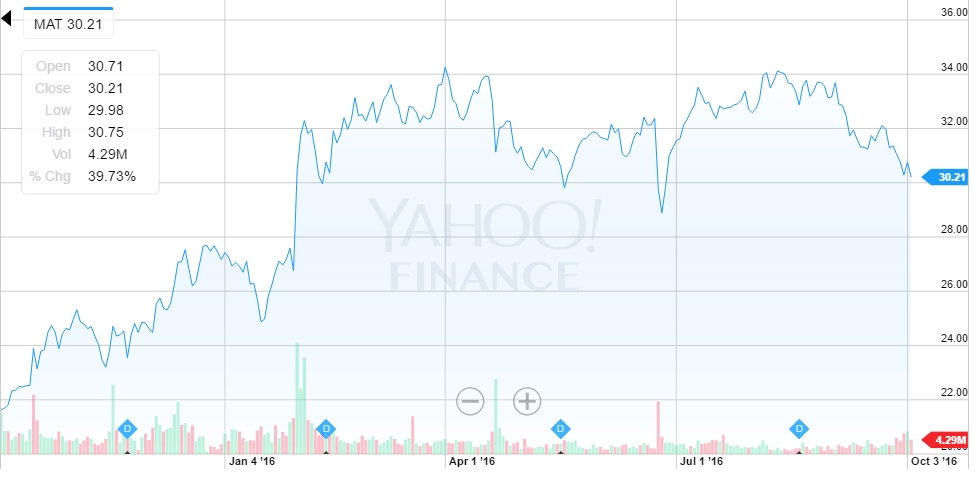 MAT 30.21
Open 30.71
Close 30.21
Low 29.98
High 30.75
Vol 4.29M
% Chg 39.73%
36.00
34.00
32.00
30.21
28.00
26.00
24.00
22.00
4.29M
YAHOO!
FINANCE
D
D
D
D
Jan 4 '16
Apr 1 '16
Jul 1 '16
Oct 3 '16